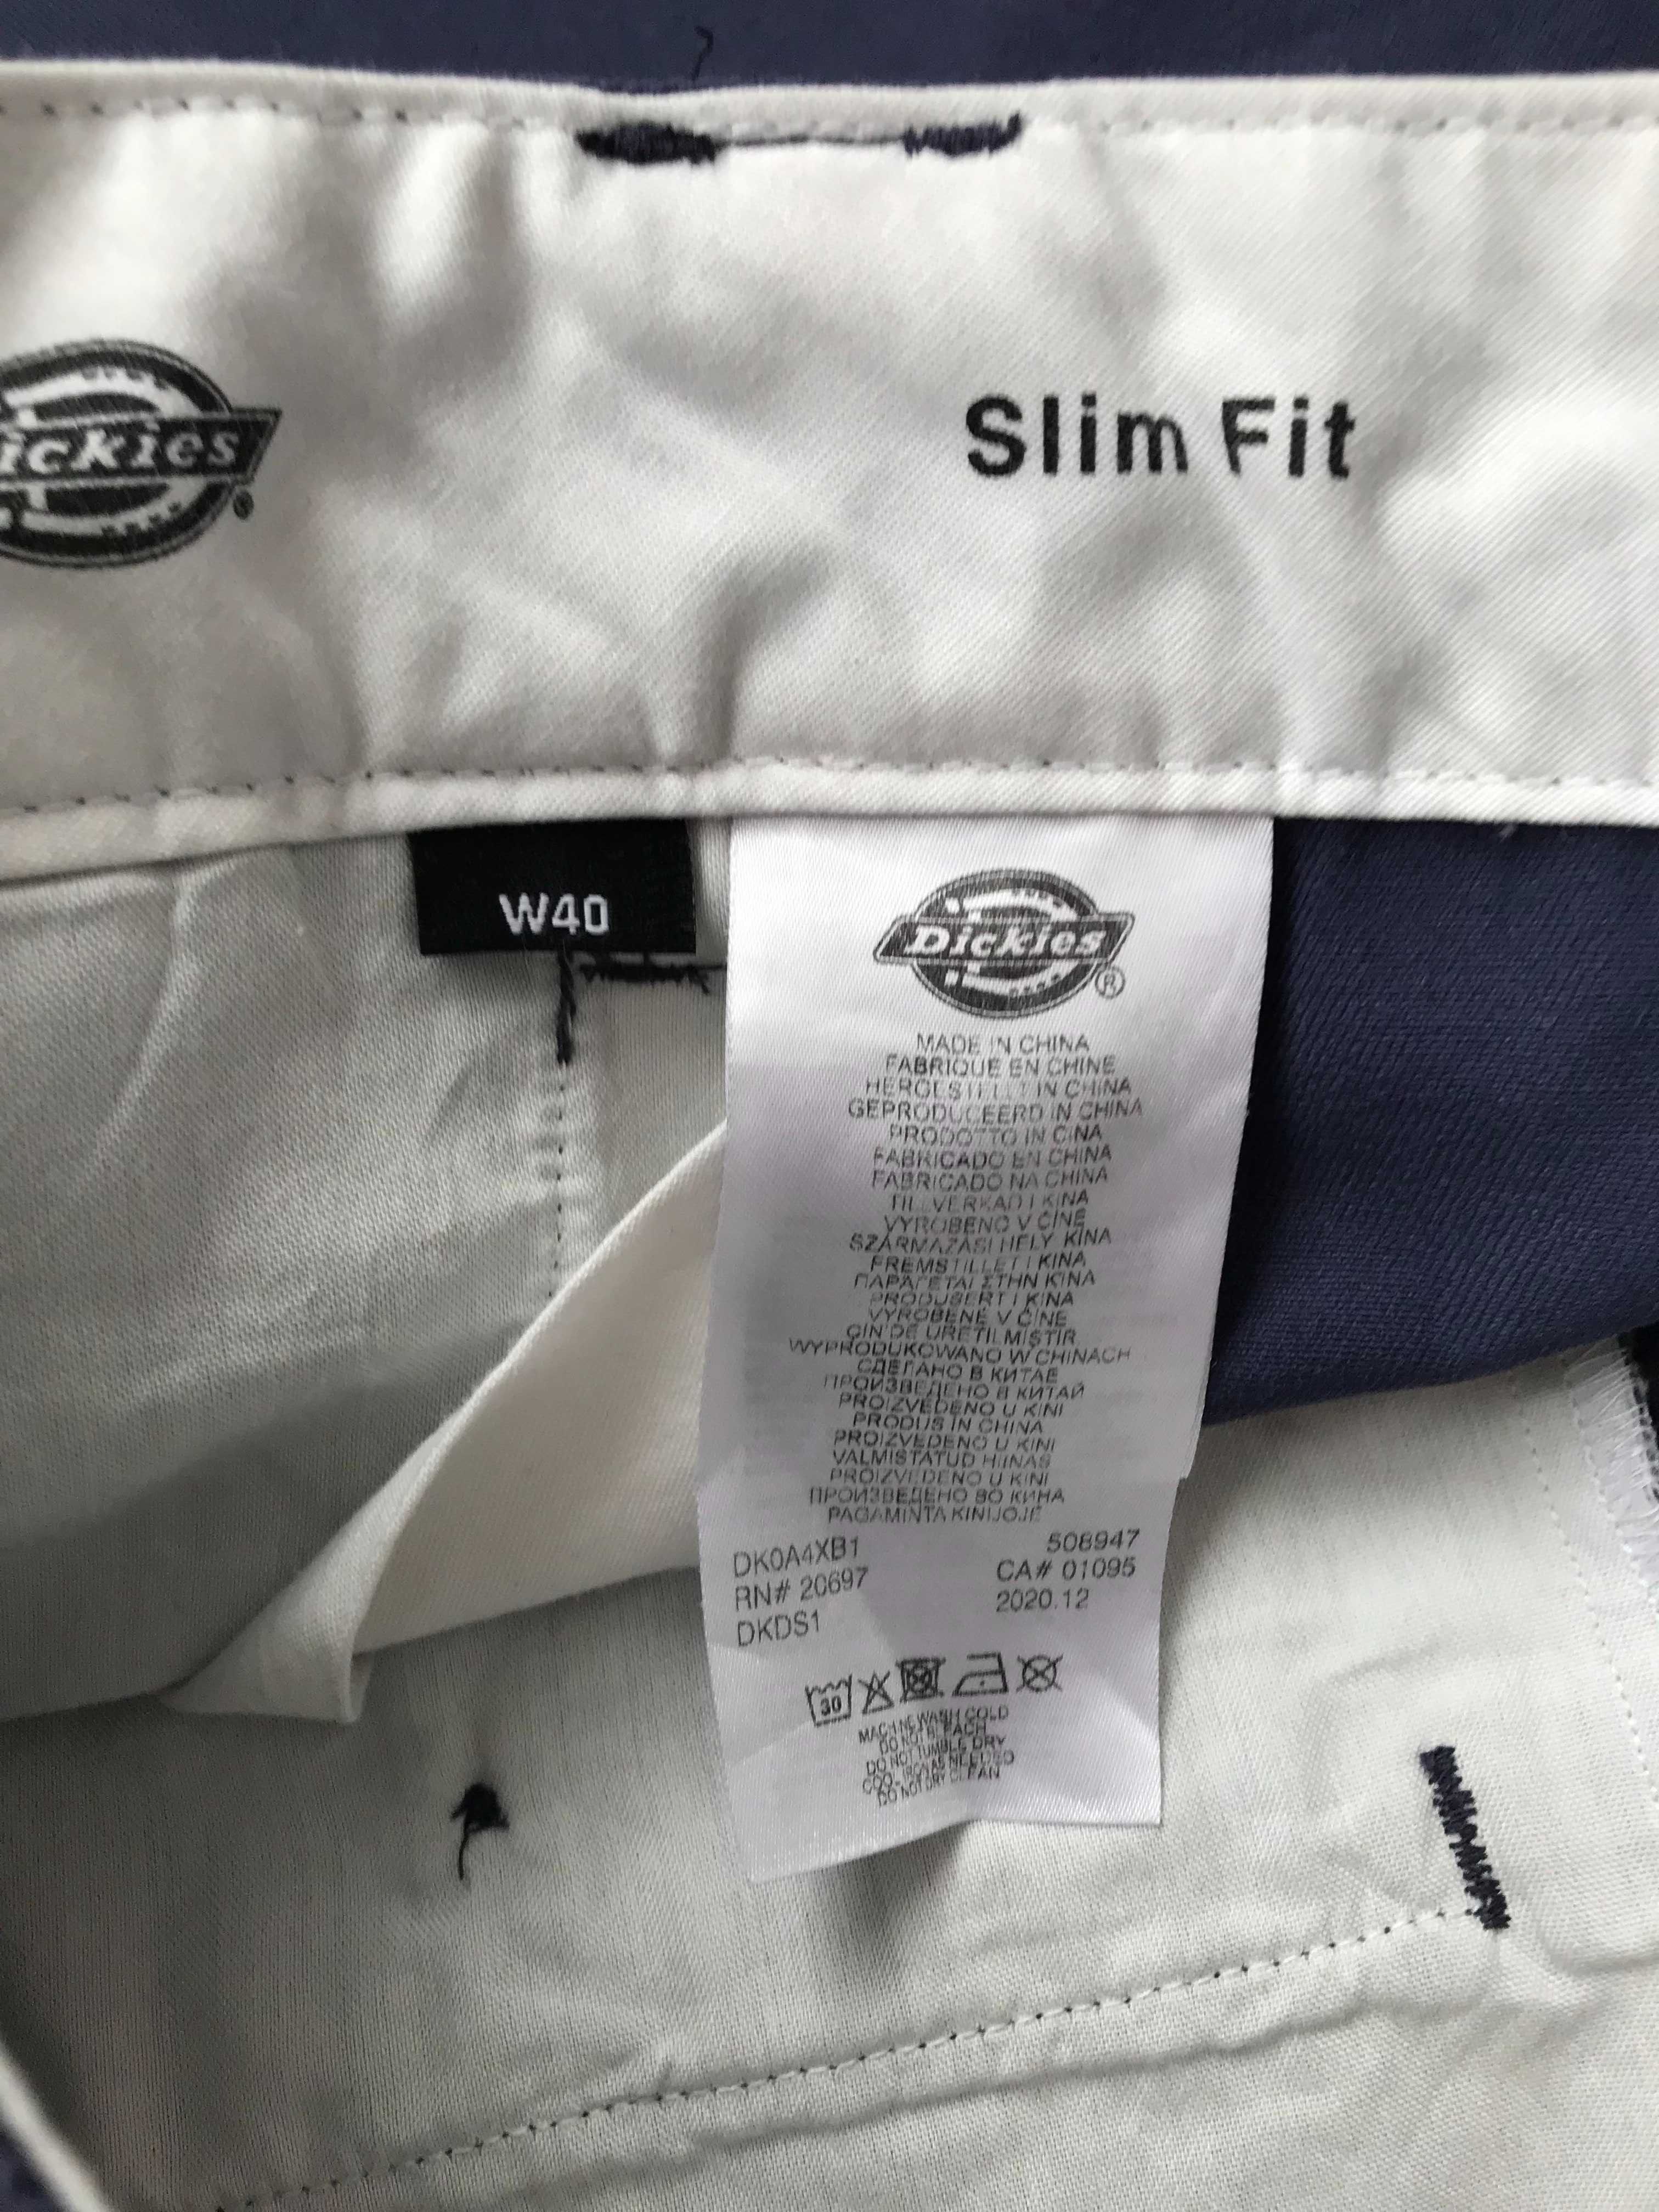 Dickies
®
Slim Fit
W40
Dickies
®
MADE IN CHINA
FABRIQUE EN CHINE
HERGESTELLT IN CHINA
GEPRODUCEERD IN CHINA
PRODOTTO IN CINA
FABRICADO EN CHINA
FABRICADO NA CHINA
TILLVERKAD I KINA
VYROBENO V ČÍNĚ
SZÁRMAZÁSI HELY KÍNA
FREMSTILLET I KINA
ΠΑΡΑΓΕΤΑΙ ΣΤΗΝ ΚΙΝΑ
PRODUSERT I KINA
VYROBENÉ V ČÍNE
ÇİN'DE ÜRETİLMİŞTİR
WYPRODUKOWANO W CHINACH
СДЕЛАНО В КИТАЕ
ПРОИЗВЕДЕНО В КИТАЙ
PROIZVEDENO U KINI
PRODUS IN CHINA
PROIZVEDENO U KINI
VALMISTATUD HIINAS
PROIZVEDENO U KINI
ПРОИЗВЕДЕНО ВО КИНА
PAGAMINTA KINIJOJE
DK0A4XB1 508947
RN# 20697 CA# 01095
DKDS1 2020.12
30
MACHINE WASH COLD
DO NOT BLEACH
DO NOT TUMBLE DRY
COOL IRON AS NEEDED
DO NOT DRY CLEAN